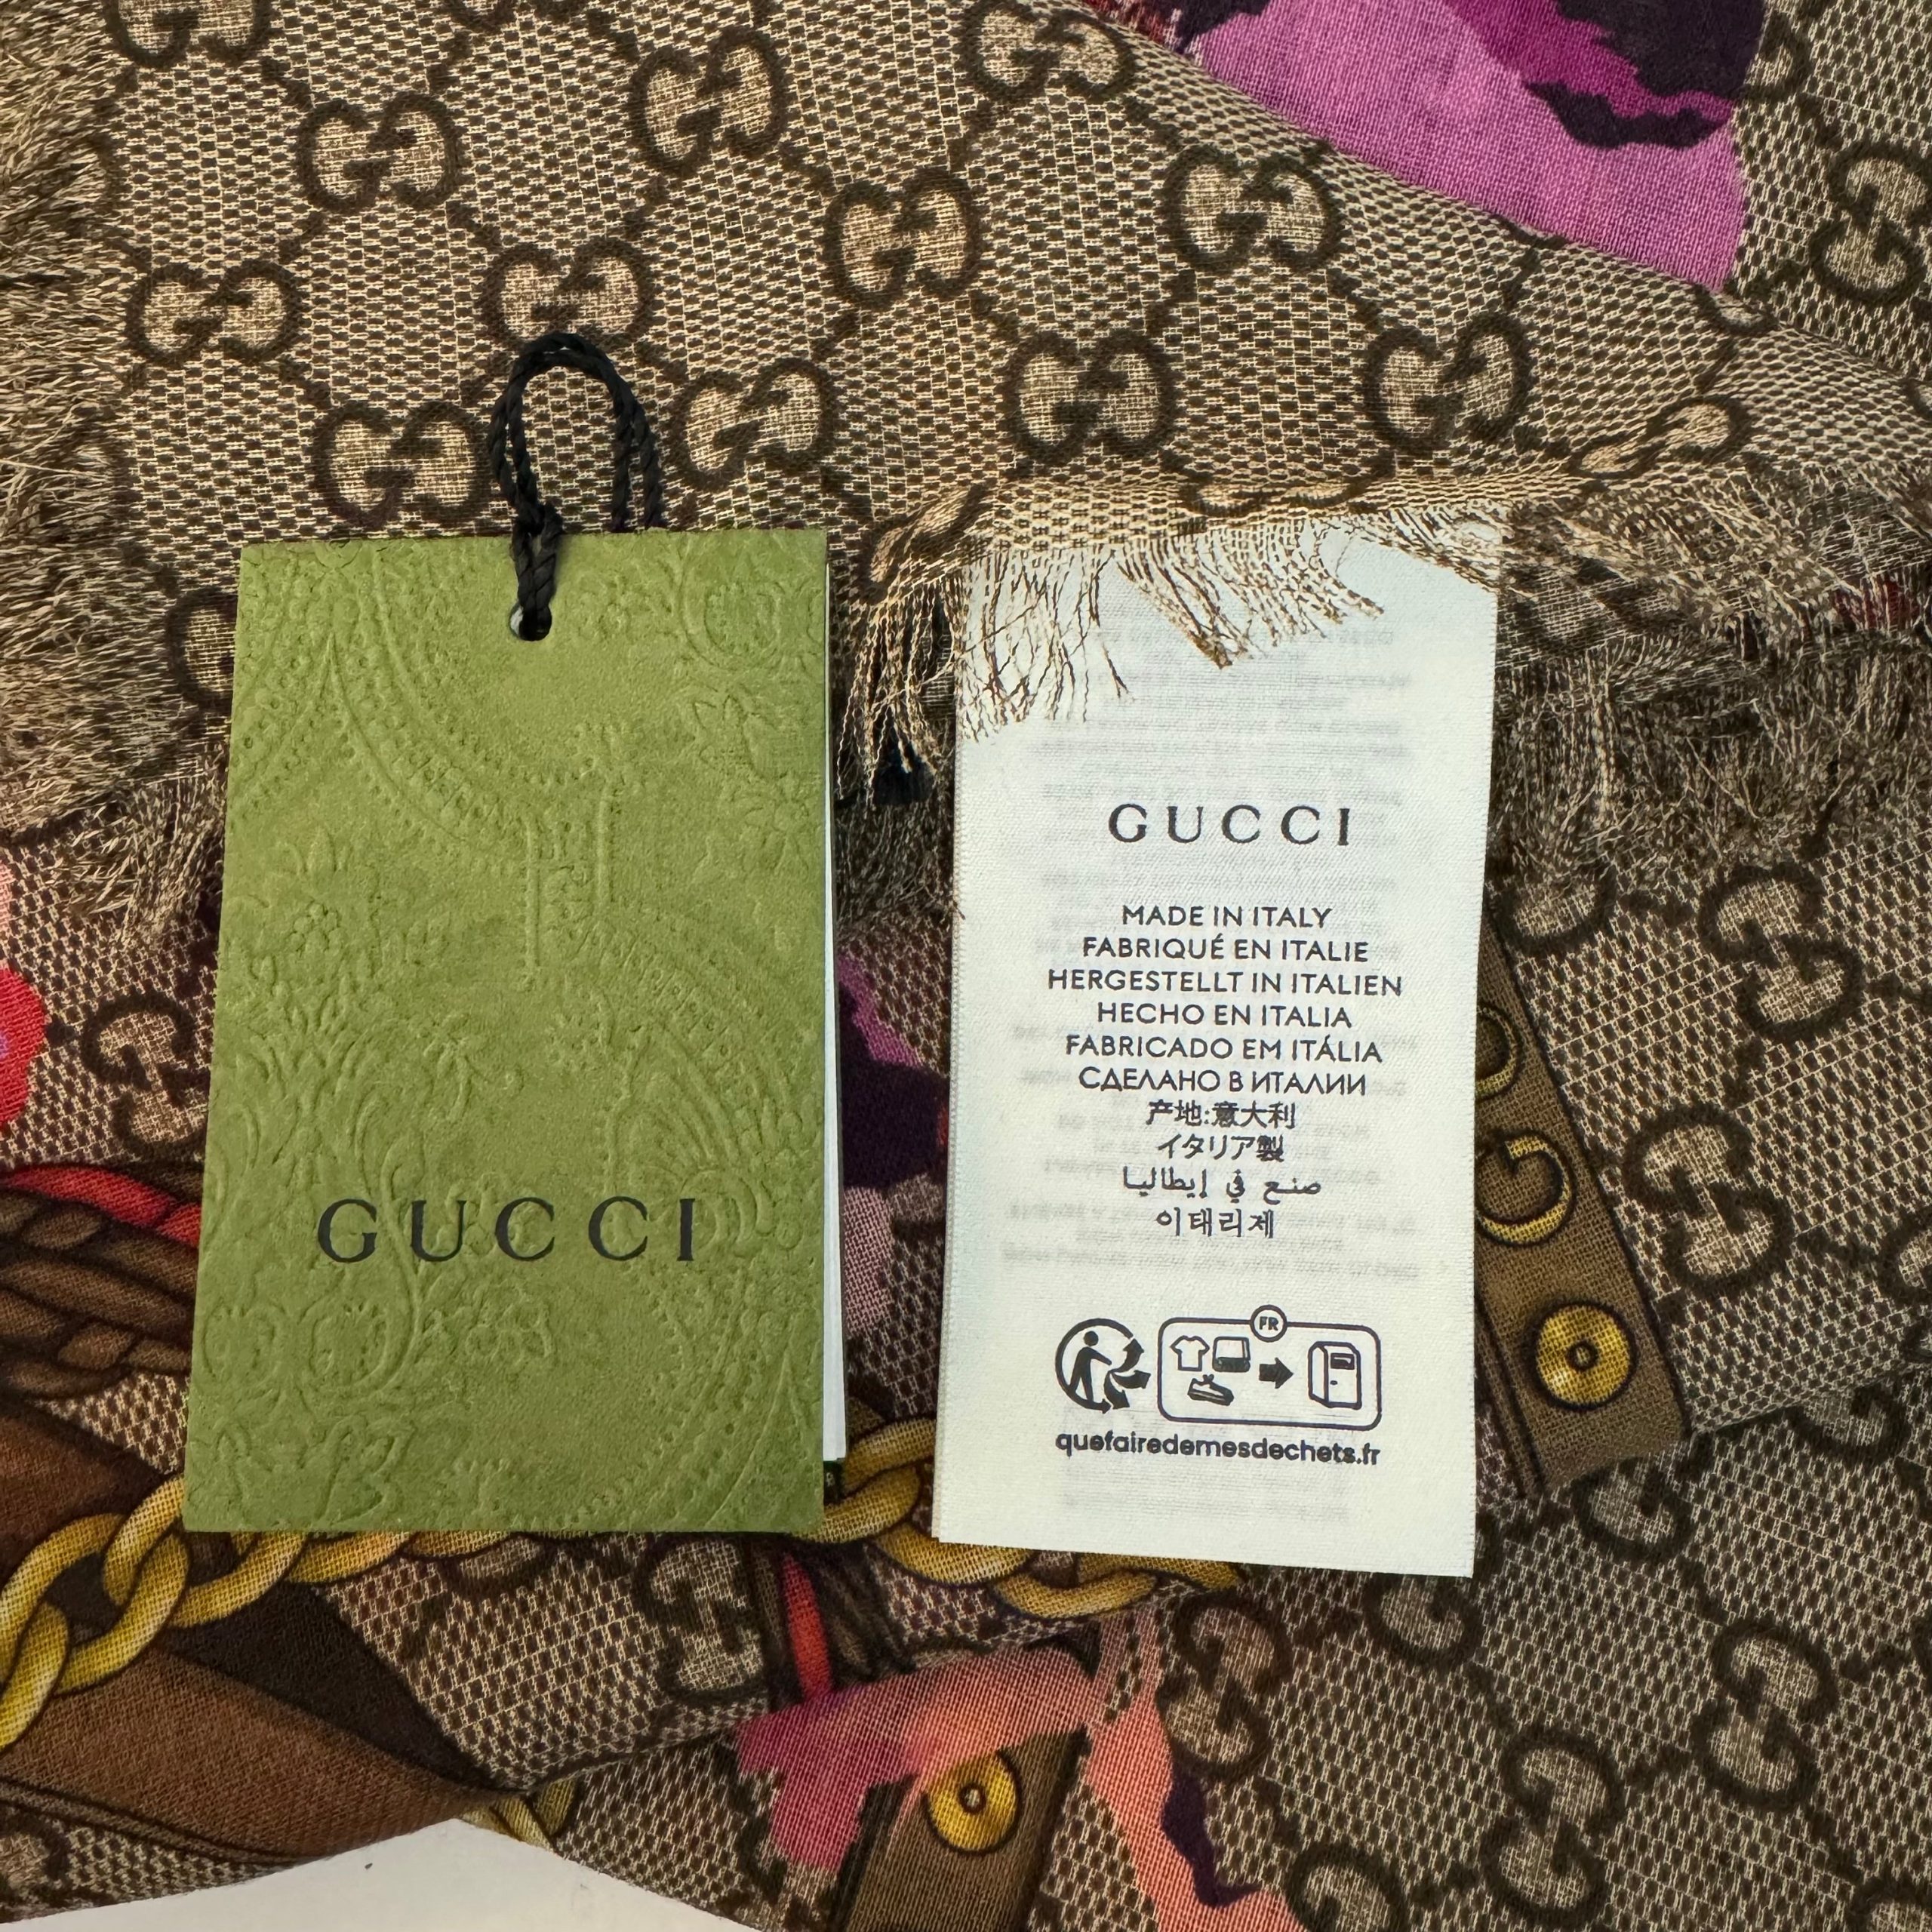 GUCCI
GUCCI
MADE IN ITALY
FABRIQUÉ EN ITALIE
HERGESTELLT IN ITALIEN
HECHO EN ITALIA
FABRICADO EM ITÁLIA
СДЕЛАНО В ИТАЛИИ
产地:意大利
イタリア製
صنع في إيطاليا
이태리제
FR
quefairedemesdechets.fr